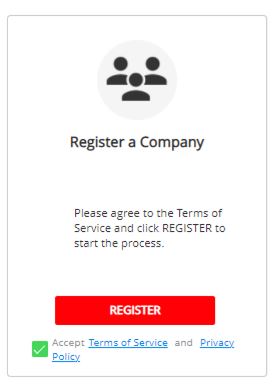 Register a Company
Please agree to the Terms of
Service and click REGISTER to
start the process.
REGISTER
Accept Terms of Service and Privacy
Policy